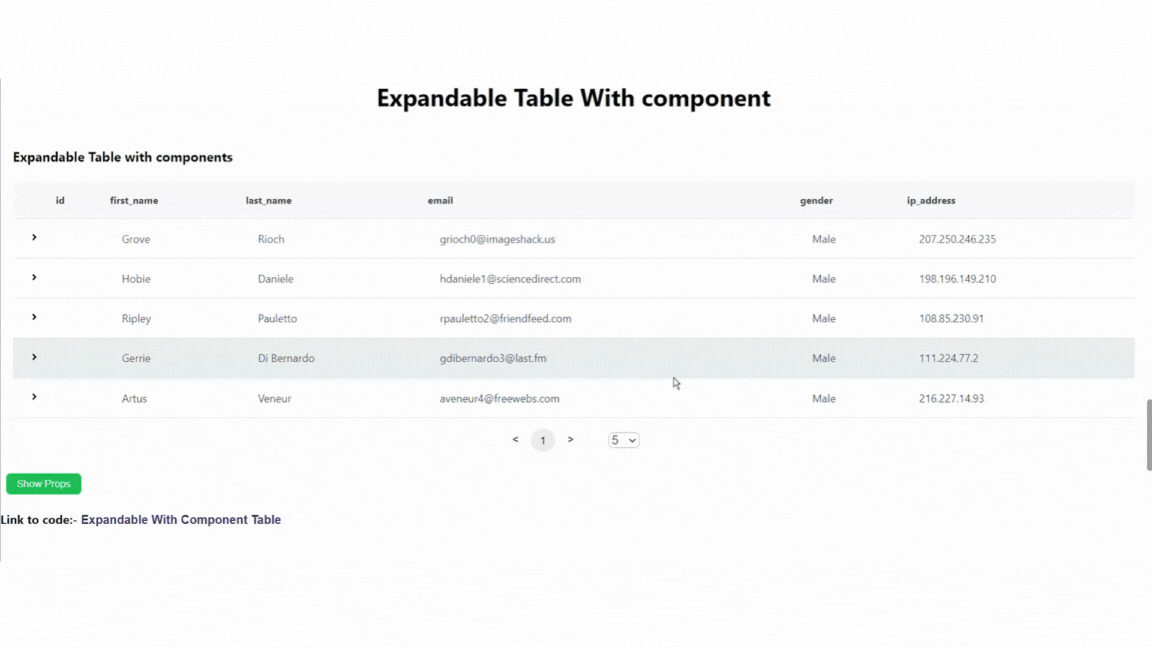 Expandable Table With component
Expandable Table with components
id first_name last_name email gender ip_address
Grove Rioch grioch0@imageshack.us Male 207.250.246.235
Hobie Daniele hdaniele1@sciencedirect.com Male 198.196.149.210
Ripley Pauletto rpauletto2@friendfeed.com Male 108.85.230.91
Gerrie Di Bernardo gdibernardo3@last.fm Male 111.224.77.2
Artus Veneur aveneur4@freewebs.com Male 216.227.14.93
< 1 > 5
Show Props
Link to code:- Expandable With Component Table